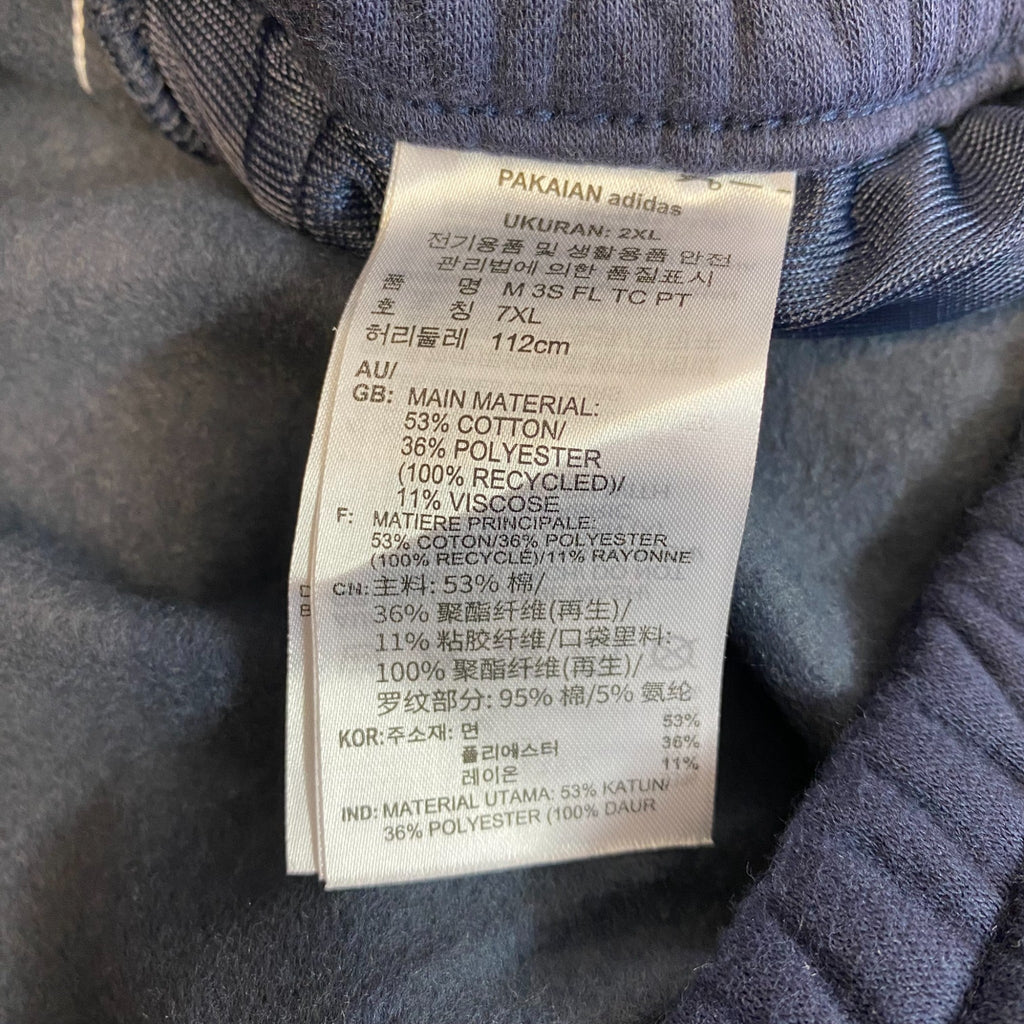 PAKAIAN adidas
UKURAN: 2XL
전기용품 및 생활용품 안전
관리법에 의한 품질표시
품 명 M 3S FL TC PT
호 칭 7XL
허리둘레 112cm
AU/
GB: MAIN MATERIAL:
53% COTTON/
36% POLYESTER
(100% RECYCLED)/
11% VISCOSE
F: MATIERE PRINCIPALE:
53% COTON/36% POLYESTER
(100% RECYCLÉ)/11% RAYONNE
CN: 主料: 53% 棉/
36% 聚酯纤维(再生)/
11% 粘胶纤维/口袋里料:
100% 聚酯纤维(再生)/
罗纹部分: 95% 棉/5% 氨纶
KOR: 주소재: 면 53%
폴리에스터 36%
레이온 11%
IND: MATERIAL UTAMA: 53% KATUN/
36% POLYESTER (100% DAUR